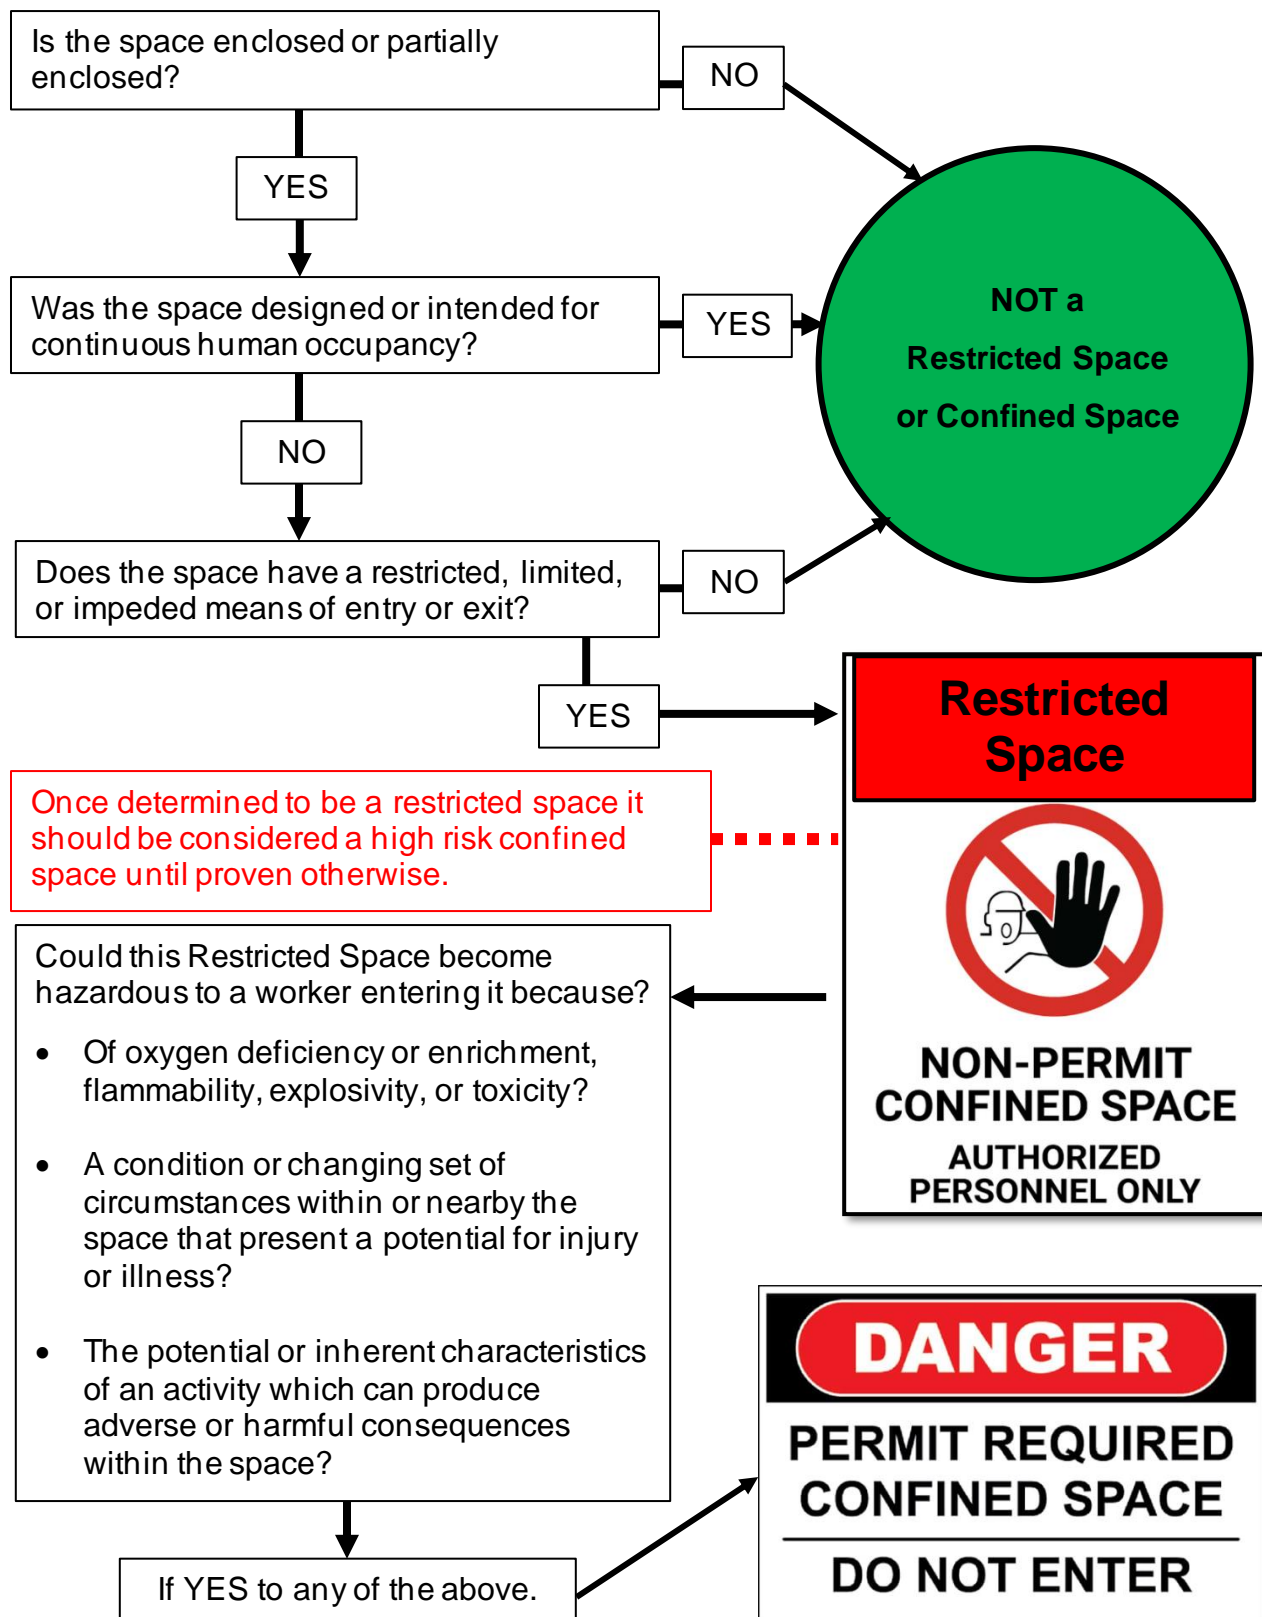 Is the space enclosed or partially
enclosed?
NO
YES
Was the space designed or intended for
continuous human occupancy?
YES
NOT a
Restricted Space
or Confined Space
NO
Does the space have a restricted, limited,
or impeded means of entry or exit?
NO
YES
Restricted
Space
Once determined to be a restricted space it
should be considered a high risk confined
space until proven otherwise.
NON-PERMIT
CONFINED SPACE
AUTHORIZED
PERSONNEL ONLY
Could this Restricted Space become
hazardous to a worker entering it because?
• Of oxygen deficiency or enrichment,
flammability, explosivity, or toxicity?
• A condition or changing set of
circumstances within or nearby the
space that present a potential for injury
or illness?
• The potential or inherent characteristics
of an activity which can produce
adverse or harmful consequences
within the space?
If YES to any of the above.
DANGER
PERMIT REQUIRED
CONFINED SPACE
DO NOT ENTER